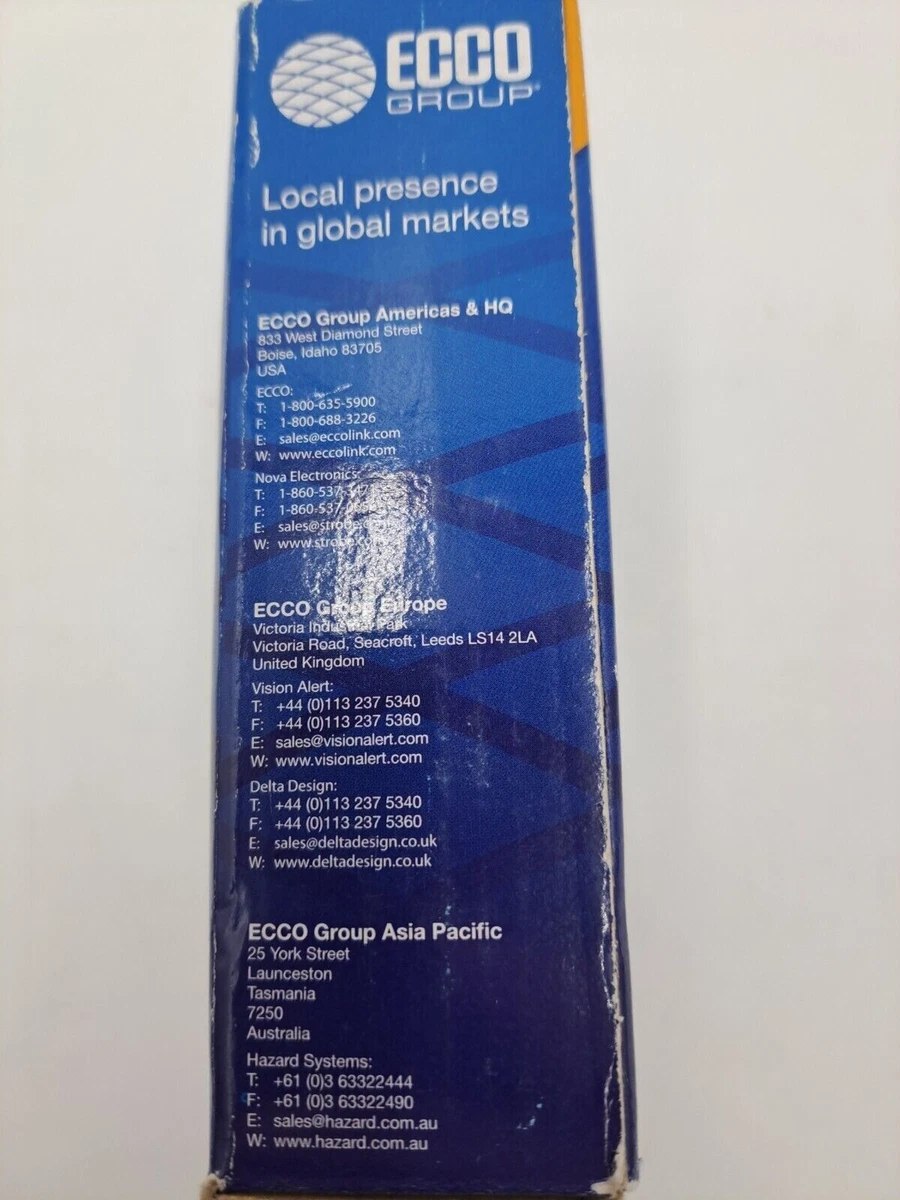 ECCO
GROUP
Local presence
in global markets
ECCO Group Americas & HQ
833 West Diamond Street
Boise, Idaho 83705
USA
ECCO:
T: 1-800-635-5900
F: 1-800-688-3226
E: sales@eccolink.com
W: www.eccolink.com
Nova Electronics:
T:
F:
E:
W:
ECCO Group Europe
Victoria Industrial Park
Victoria Road, Seacroft, Leeds LS14 2LA
United Kingdom
Vision Alert:
T: +44 (0)113 237 5340
F: +44 (0)113 237 5360
E: sales@visionalert.com
W: www.visionalert.com
Delta Design:
T: +44 (0)113 237 5340
F: +44 (0)113 237 5360
E: sales@deltadesign.co.uk
W: www.deltadesign.co.uk
ECCO Group Asia Pacific
25 York Street
Launceston
Tasmania
7250
Australia
Hazard Systems:
T: +61 (0)3 63322444
F: +61 (0)3 63322490
E: sales@hazard.com.au
W: www.hazard.com.au